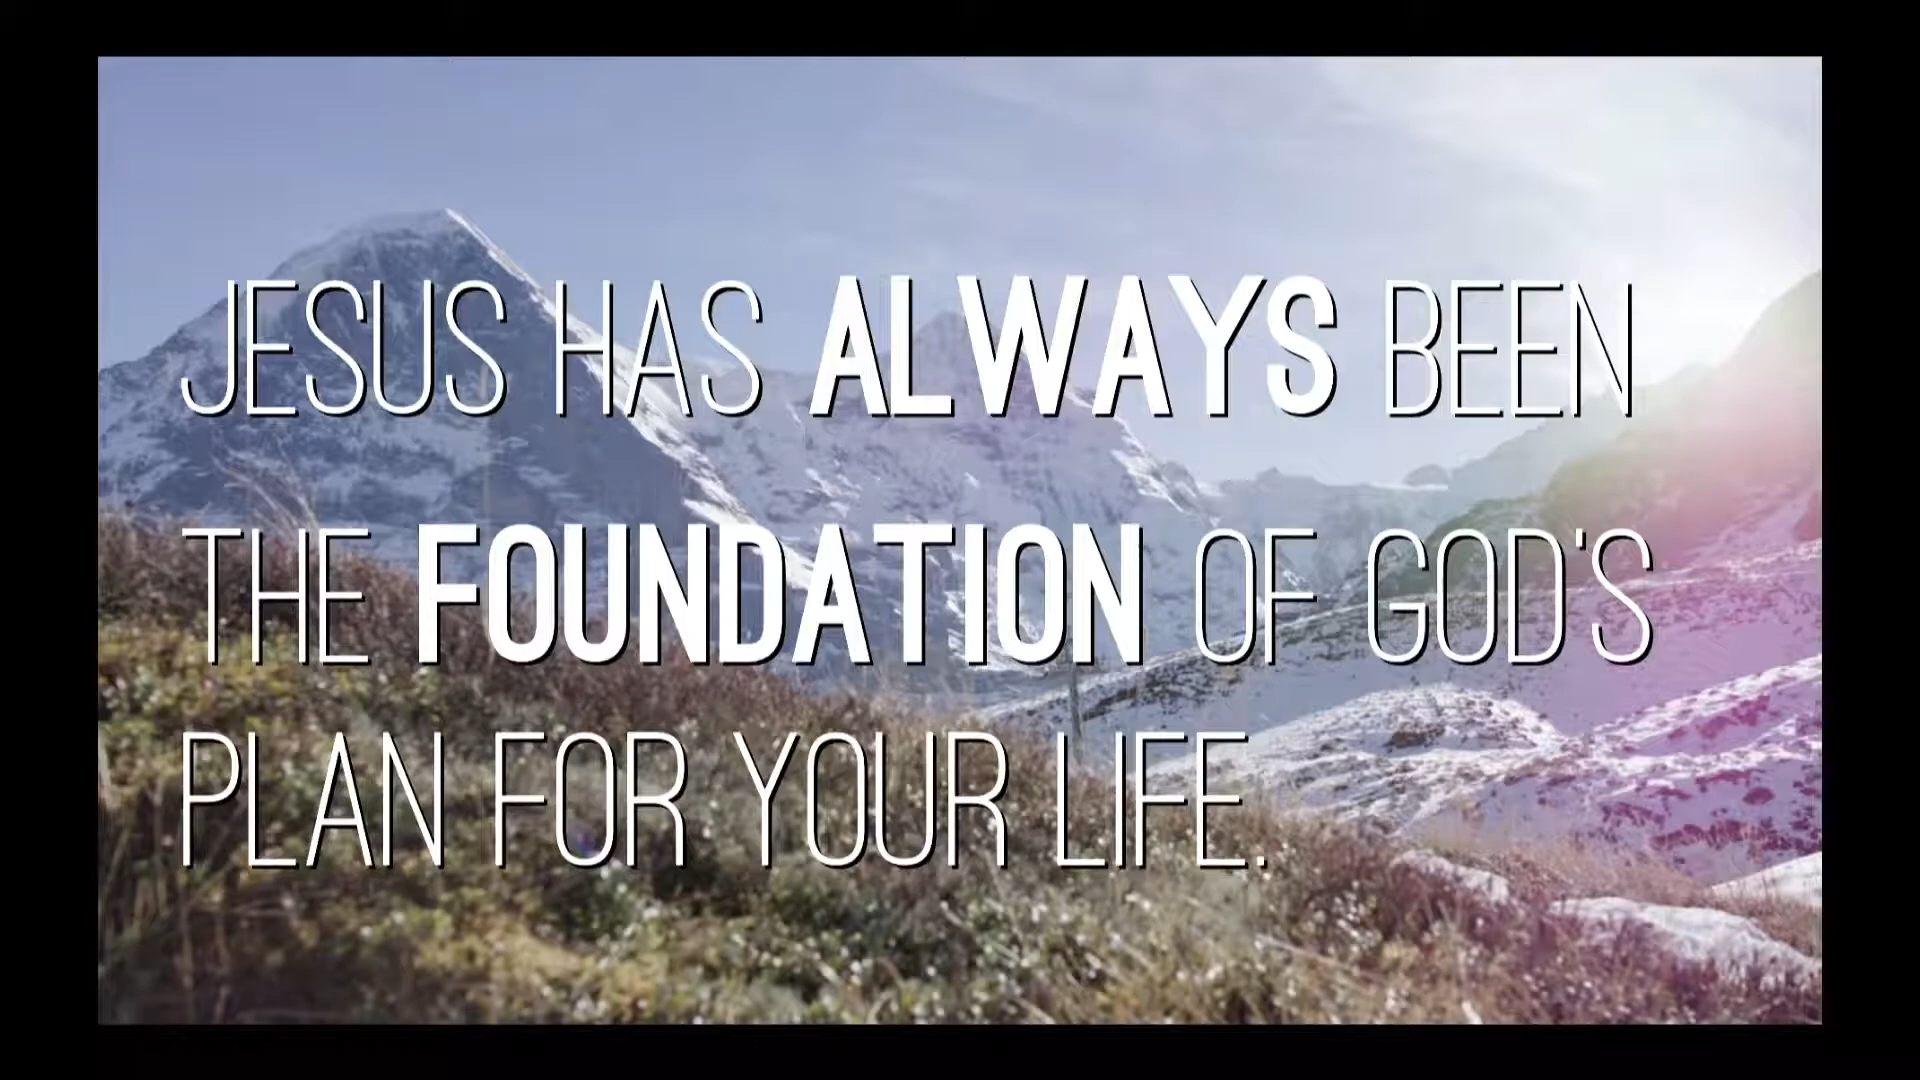 JESUS HAS ALWAYS BEEN
THE FOUNDATION OF GOD'S
PLAN FOR YOUR LIFE.